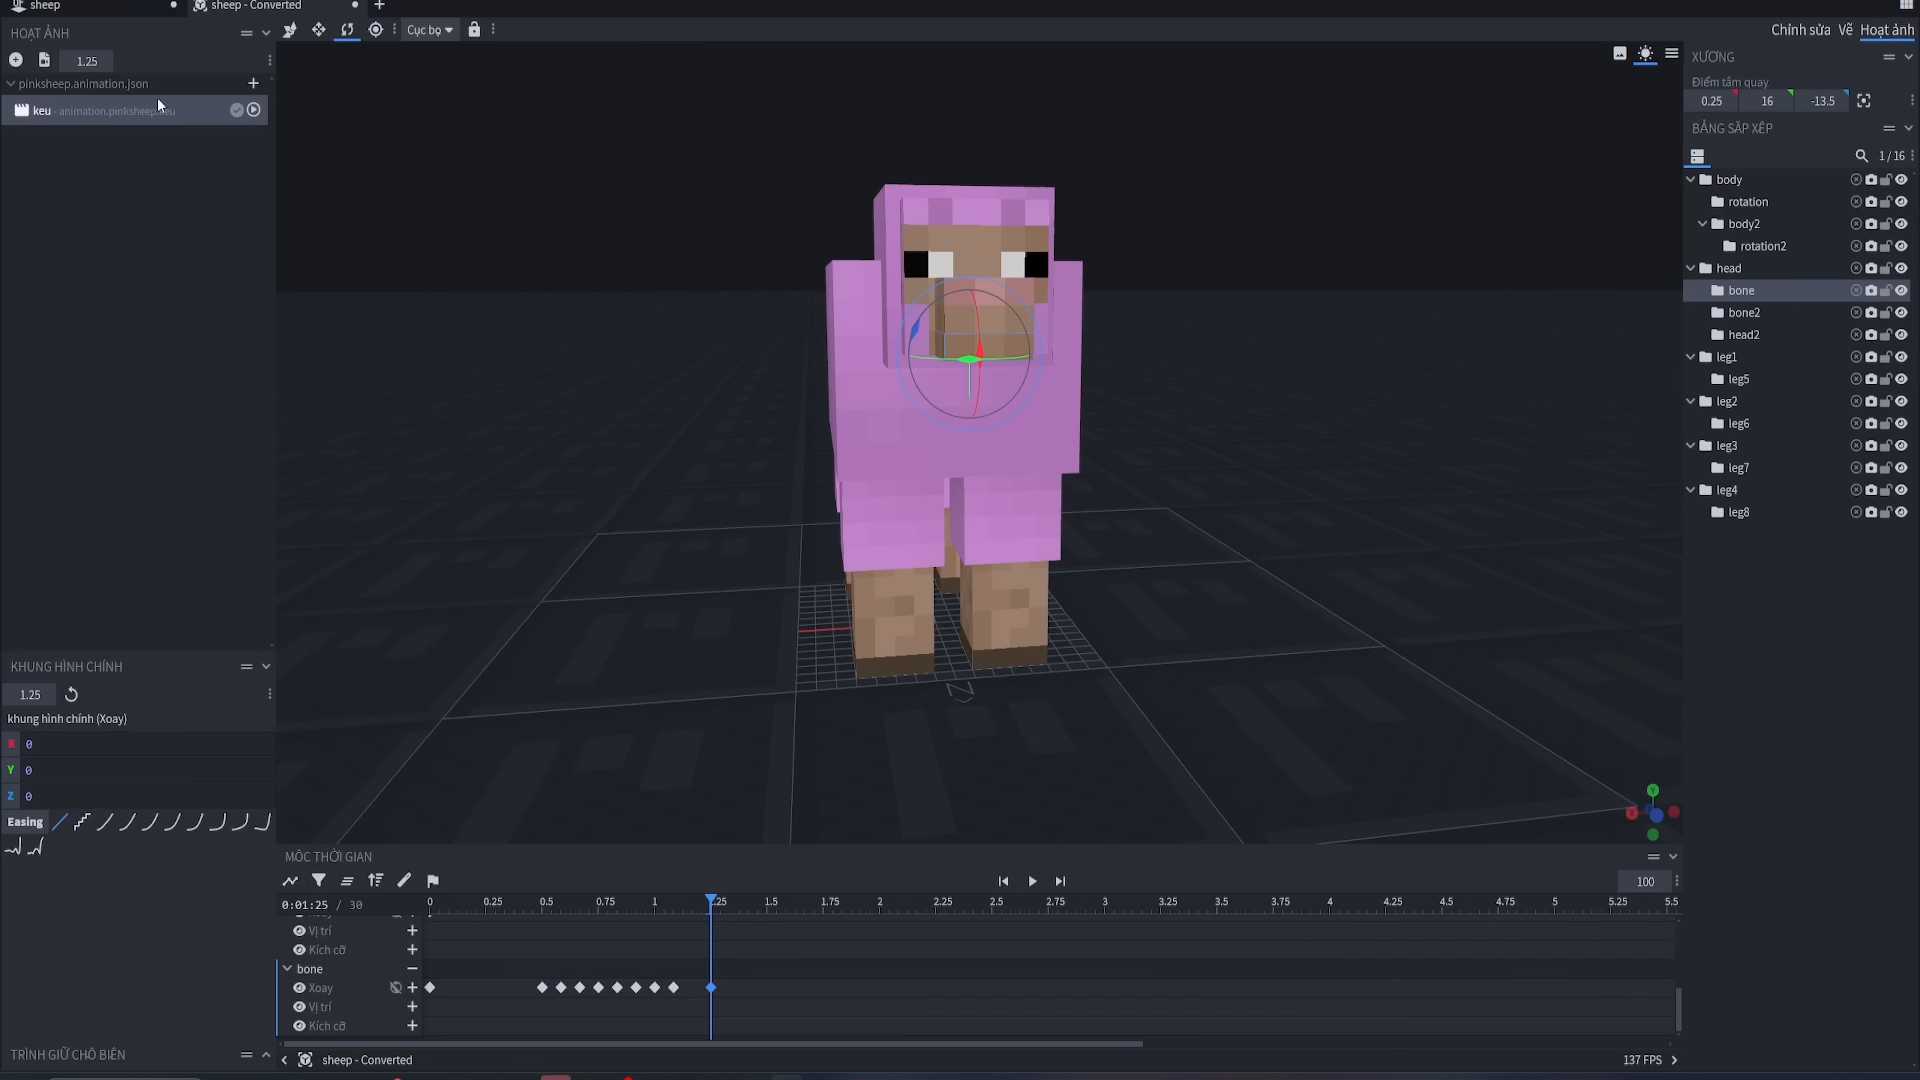 sheep
sheep - Converted
HOẠT ẢNH
Cục bộ
Chỉnh sửa Vẽ Hoạt ảnh
1.25
pinksheep.animation.json
keu - animation.pinksheep.keu
XƯƠNG
Điểm tâm quay
0.25 16 -13.5
BẢNG SẮP XẾP
1 / 16
body
rotation
body2
rotation2
head
bone
bone2
head2
leg1
leg5
leg2
leg6
leg3
leg7
leg4
leg8
N
KHUNG HÌNH CHÍNH
1.25
khung hình chính (Xoay)
X 0
Y 0
Z 0
Easing
X Y
MỐC THỜI GIAN
100
0:01:25 / 30
0 0.25 0.5 0.75 1 1.25 1.5 1.75 2 2.25 2.5 2.75 3 3.25 3.5 3.75 4 4.25 4.5 4.75 5 5.25 5.5
Vị trí
Kích cỡ
bone
Xoay
Vị trí
Kích cỡ
TRÌNH GIỮ CHỖ BIẾN
sheep - Converted
137 FPS